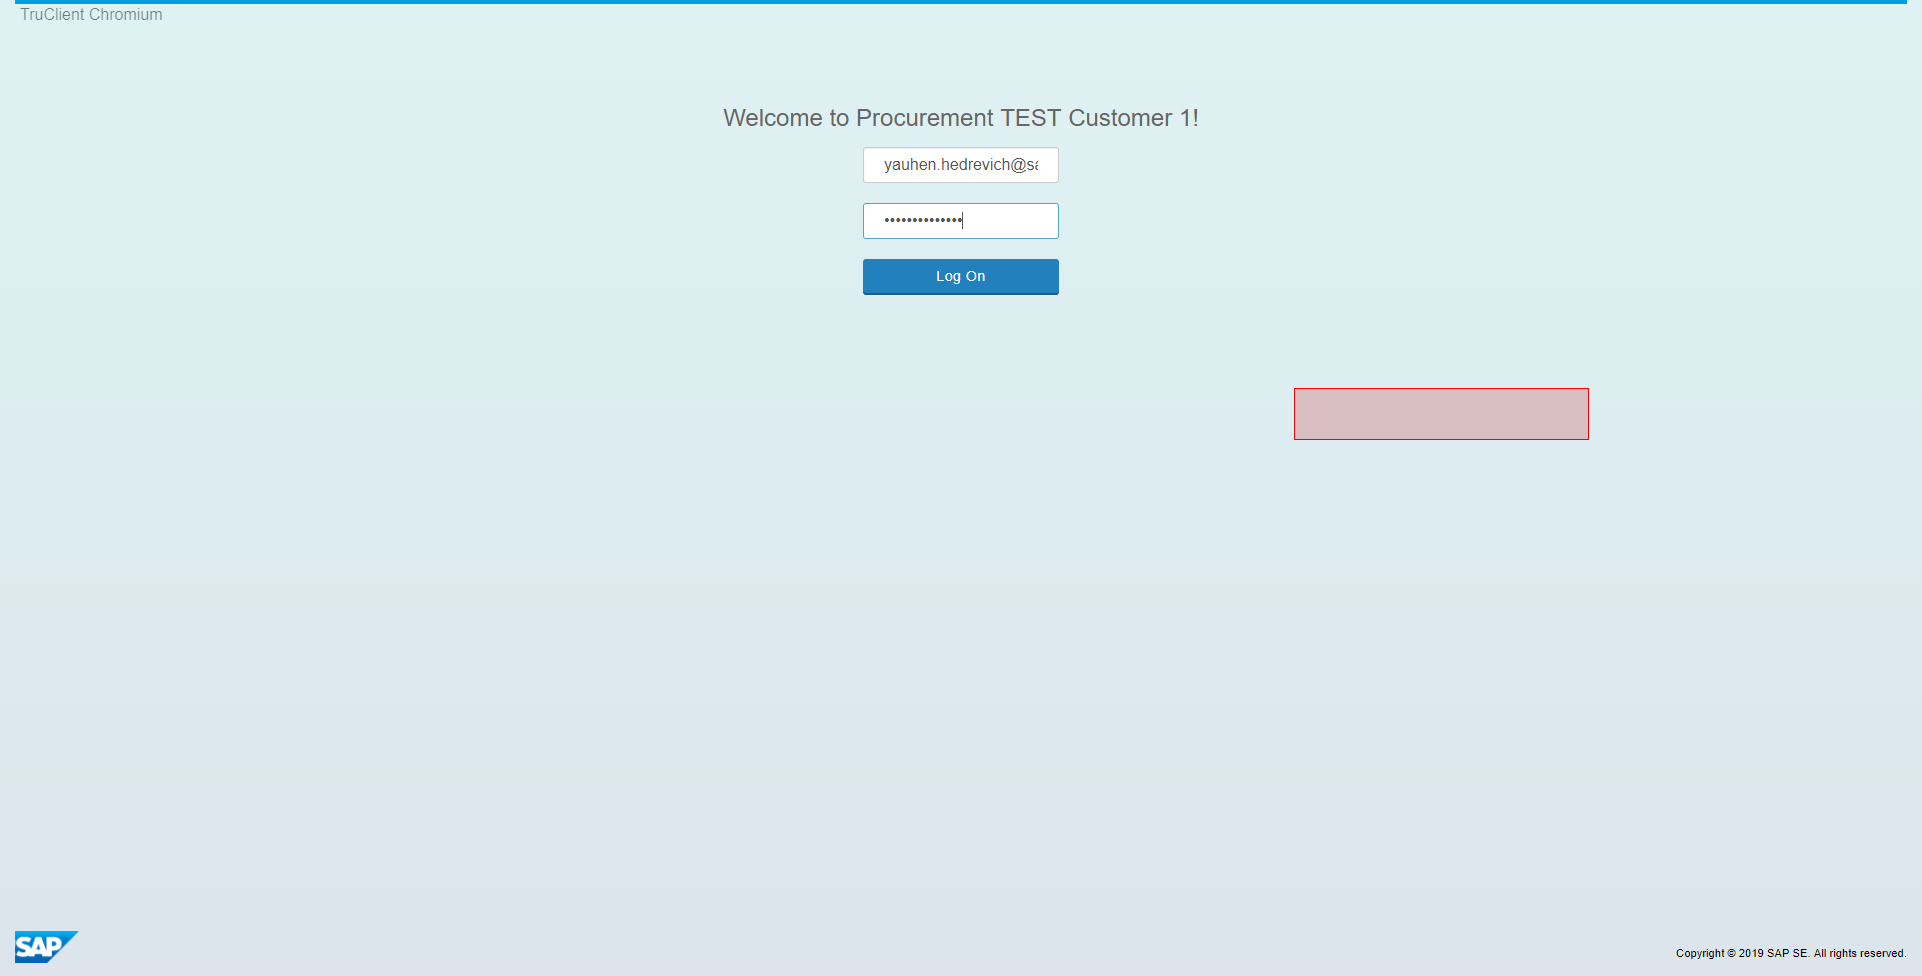 TruClient Chromium
Welcome to Procurement TEST Customer 1!
yauhen.hedrevich@sa
••••••••••••••
Log On
SAP
Copyright © 2019 SAP SE. All rights reserved.